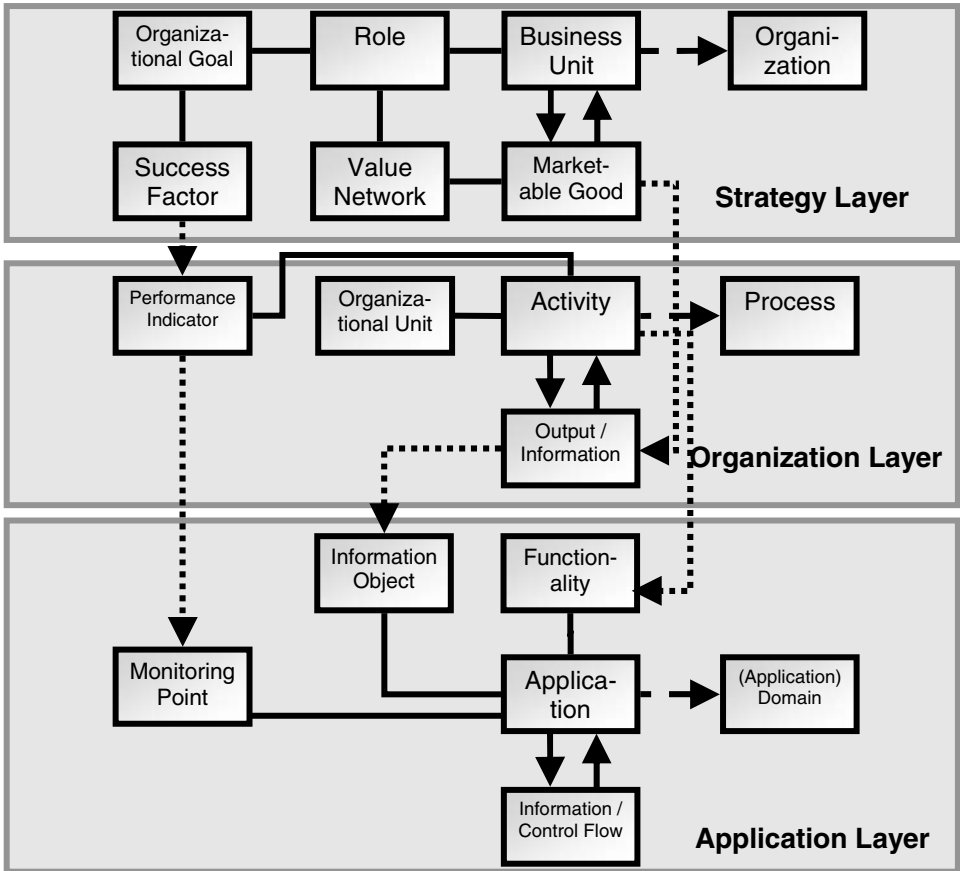 Organiza-
tional Goal
Role
Business
Unit
Organi-
zation
Success
Factor
Value
Network
Market-
able Good
Strategy Layer
Performance
Indicator
Organiza-
tional Unit
Activity
Process
Output /
Information
Organization Layer
Information
Object
Function-
ality
Monitoring
Point
Applica-
tion
(Application)
Domain
Information /
Control Flow
Application Layer